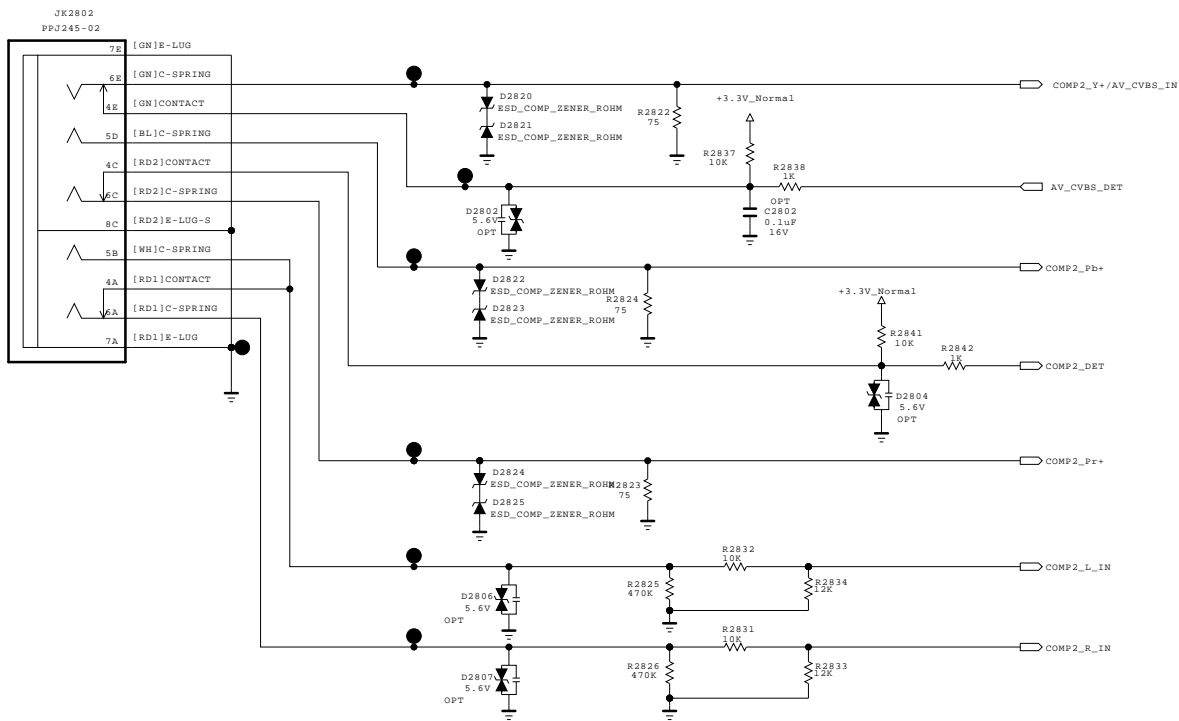 JK2802
PPJ245-02
7E [GN]E-LUG
6E [GN]C-SPRING
4E [GN]CONTACT
5D [BL]C-SPRING
4C [RD2]CONTACT
6C [RD2]C-SPRING
8C [RD2]E-LUG-S
5B [WH]C-SPRING
4A [RD1]CONTACT
6A [RD1]C-SPRING
7A [RD1]E-LUG
D2820
ESD_COMP_ZENER_ROHM
D2821
ESD_COMP_ZENER_ROHM
R2822
75
COMP2_Y+/AV_CVBS_IN
+3.3V_Normal
R2837
10K
R2838
1K
AV_CVBS_DET
D2802
5.6V
OPT
OPT
C2802
0.1uF
16V
D2822
ESD_COMP_ZENER_ROHM
D2823
ESD_COMP_ZENER_ROHM
R2824
75
COMP2_Pb+
+3.3V_Normal
R2841
10K
R2842
1K
COMP2_DET
D2804
5.6V
OPT
D2824
ESD_COMP_ZENER_ROHM
D2825
ESD_COMP_ZENER_ROHM
R2823
75
COMP2_Pr+
D2806
5.6V
OPT
R2825
470K
R2832
10K
R2834
12K
COMP2_L_IN
D2807
5.6V
OPT
R2826
470K
R2831
10K
R2833
12K
COMP2_R_IN